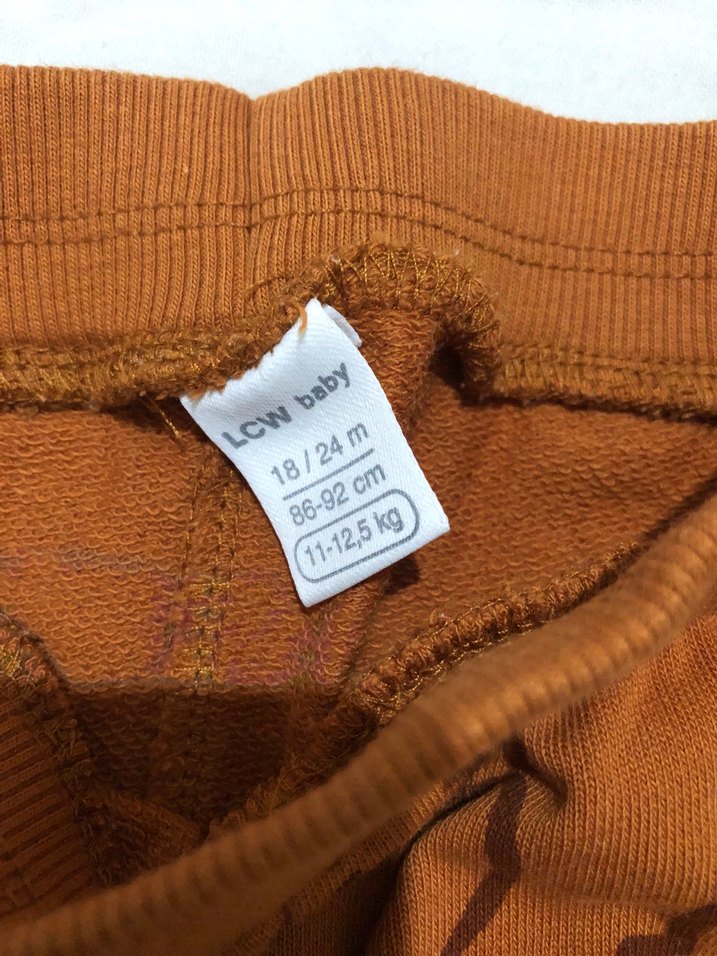 LCW baby
18 / 24 m
86-92 cm
11-12,5 kg